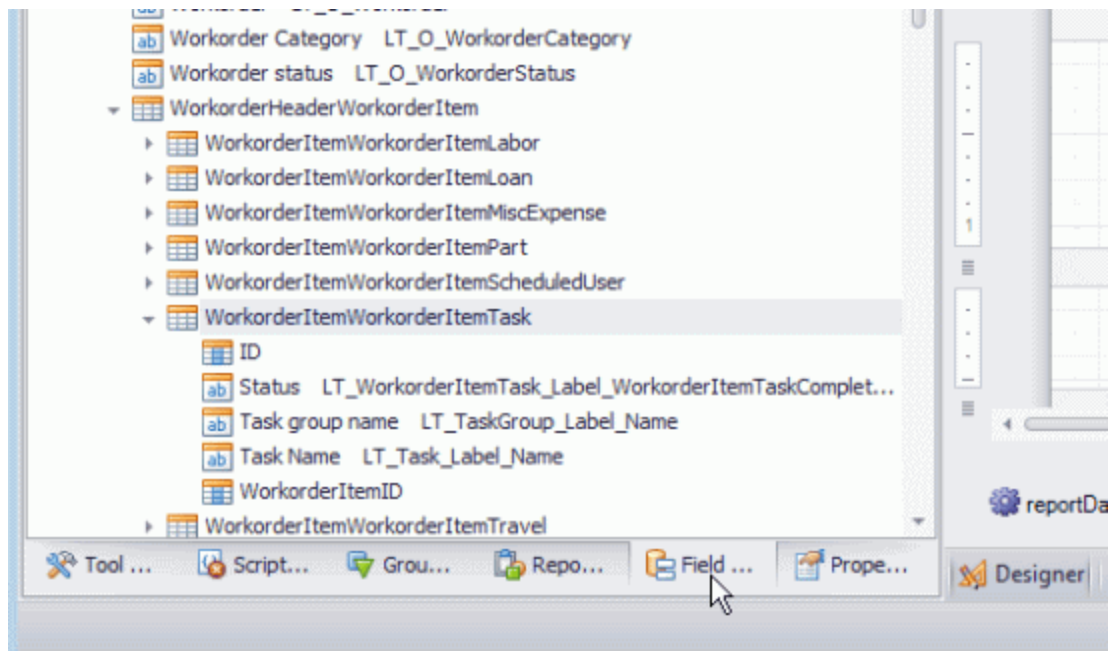 Workorder Category LT_O_WorkorderCategory
Workorder status LT_O_WorkorderStatus
WorkorderHeaderWorkorderItem
WorkorderItemWorkorderItemLabor
WorkorderItemWorkorderItemLoan
WorkorderItemWorkorderItemMiscExpense
WorkorderItemWorkorderItemPart
WorkorderItemWorkorderItemScheduledUser
WorkorderItemWorkorderItemTask
ID
Status LT_WorkorderItemTask_Label_WorkorderItemTaskComplet...
Task group name LT_TaskGroup_Label_Name
Task Name LT_Task_Label_Name
WorkorderItemID
WorkorderItemWorkorderItemTravel
Tool ... Script... Grou... Repo... Field ... Prope...
1
reportDa
Designer